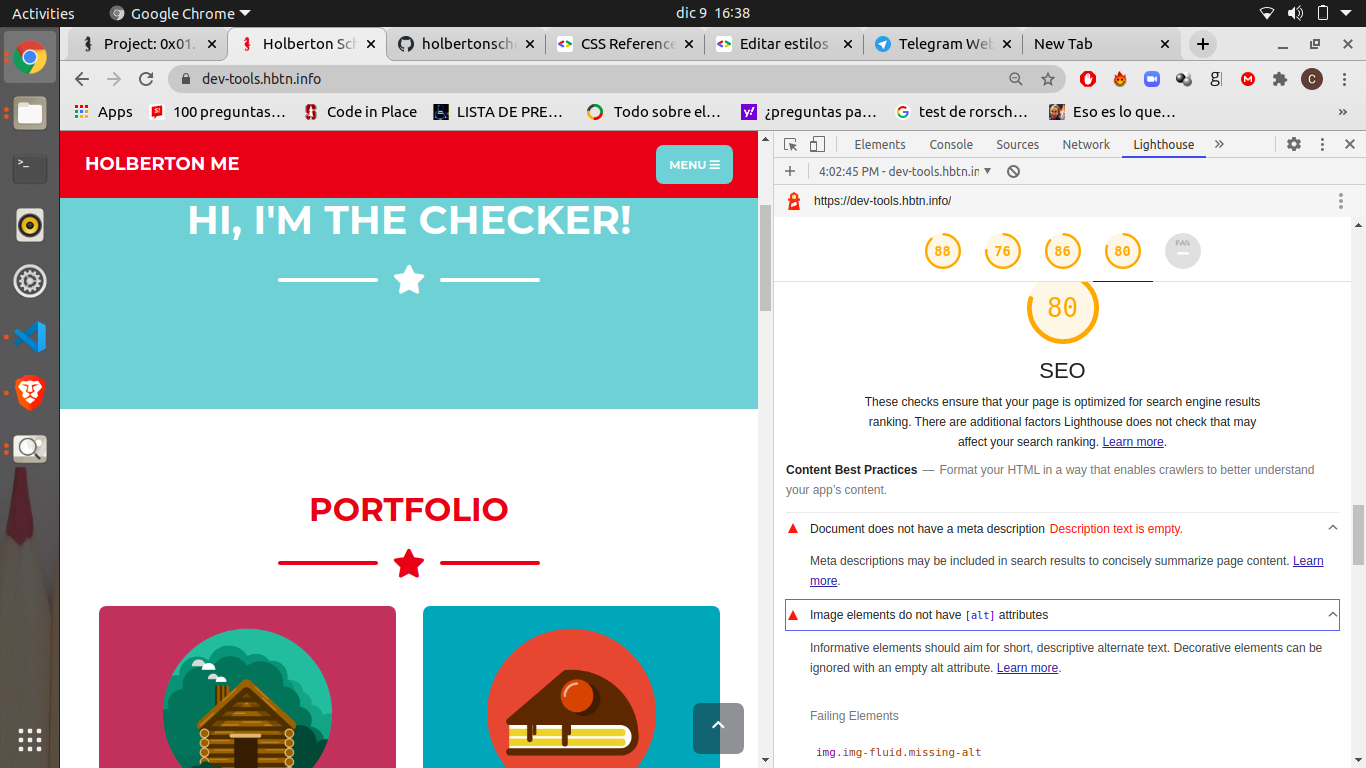 Activities
Google Chrome
dic 9 16:38
Project: 0x01.
Holberton Sch
holbertonsch
CSS Reference
Editar estilos
Telegram Web
New Tab
dev-tools.hbtn.info
g
M
C
Apps
100 preguntas…
Code in Place
LISTA DE PRE…
Todo sobre el…
y!
¿preguntas pa…
test de rorsch…
Eso es lo que…
»
HOLBERTON ME
MENU
HI, I'M THE CHECKER!
PORTFOLIO
Elements
Console
Sources
Network
Lighthouse
»
4:02:45 PM - dev-tools.hbtn.in
https://dev-tools.hbtn.info/
88
76
86
80
PWA
80
SEO
These checks ensure that your page is optimized for search engine results
ranking. There are additional factors Lighthouse does not check that may
affect your search ranking. Learn more.
Content Best Practices — Format your HTML in a way that enables crawlers to better understand
your app's content.
Document does not have a meta description Description text is empty.
Meta descriptions may be included in search results to concisely summarize page content. Learn
more.
Image elements do not have [alt] attributes
Informative elements should aim for short, descriptive alternate text. Decorative elements can be
ignored with an empty alt attribute. Learn more.
Failing Elements
img.img-fluid.missing-alt